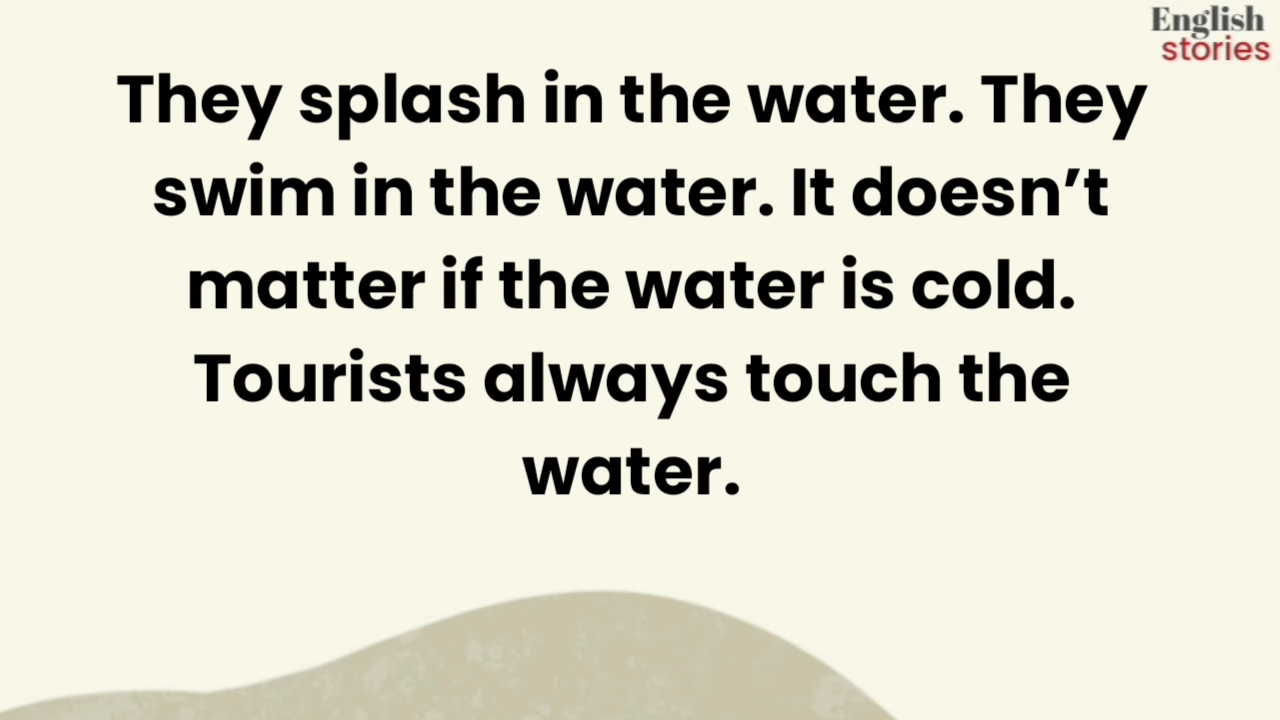 English
stories
They splash in the water. They
swim in the water. It doesn’t
matter if the water is cold.
Tourists always touch the
water.